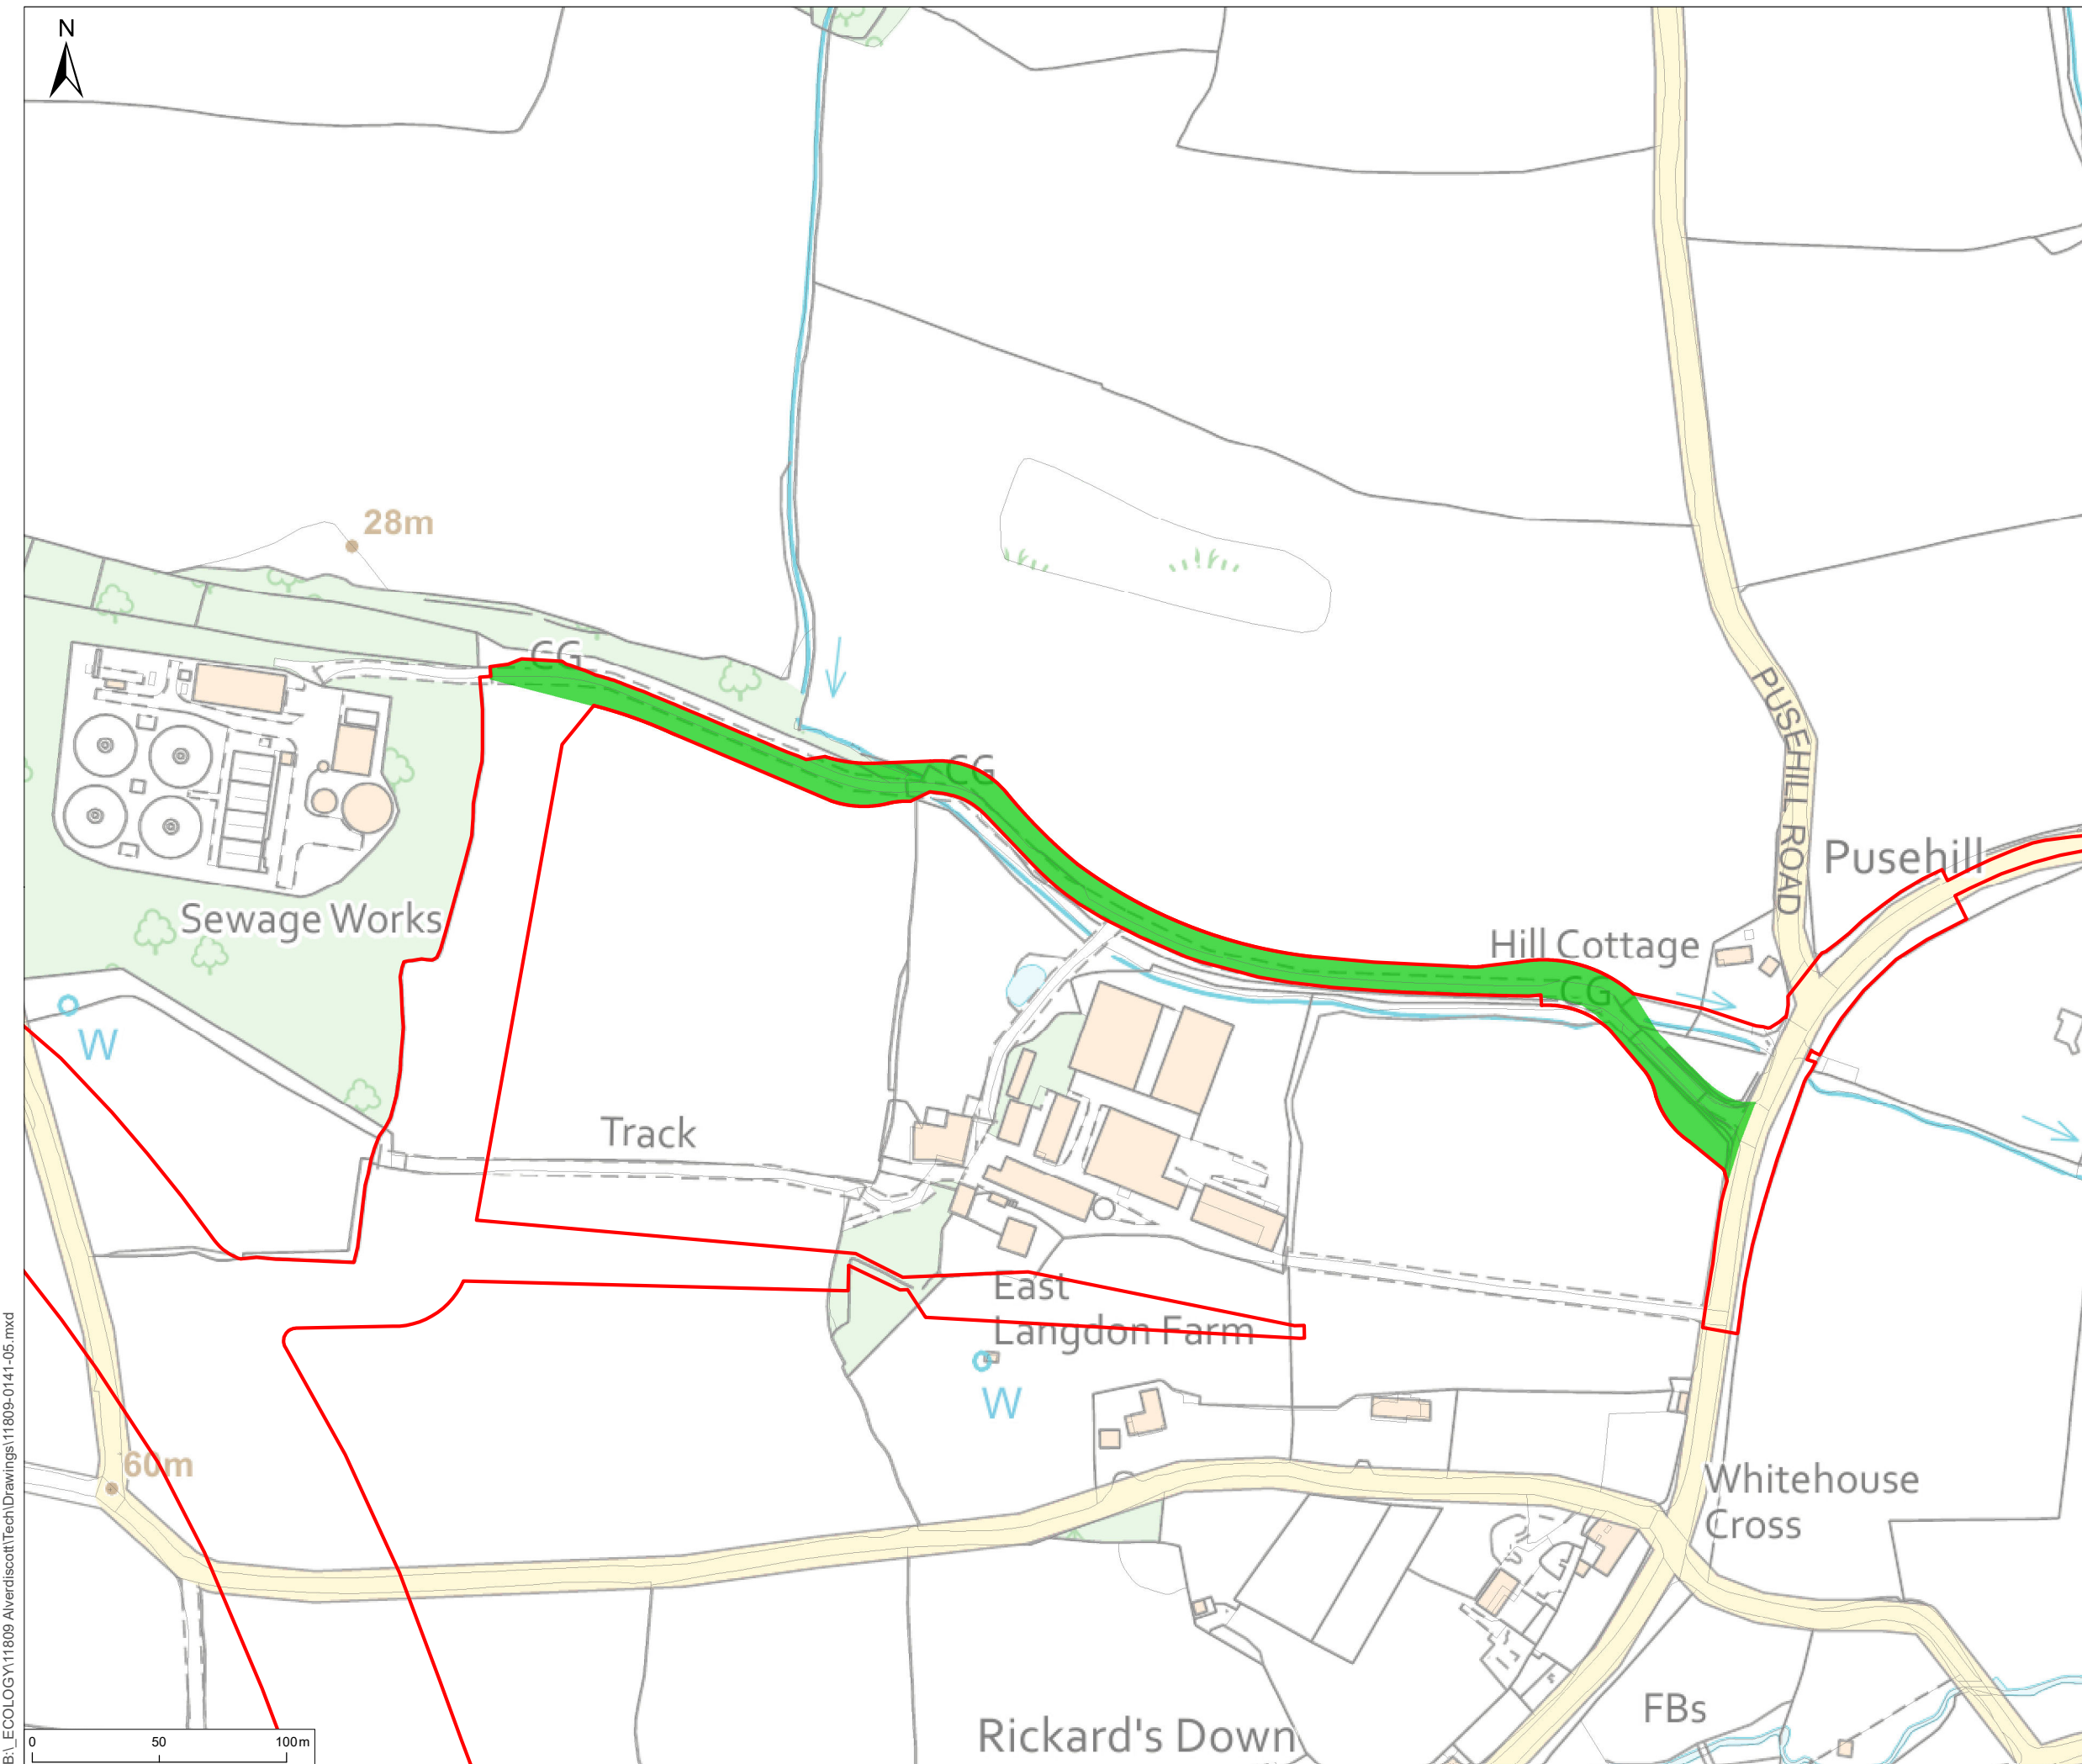 N
28m
CG
CG
PUSEHILL ROAD
Pusehill
Sewage Works
Hill Cottage
CG
W
Track
East
Langdon Farm
W
60m
Whitehouse
Cross
FBs
Rickard's Down
0 50 100m
B:\_ECOLOGY\11809 Alverdiscott\Tech\Drawings\11809-0141-05.mxd